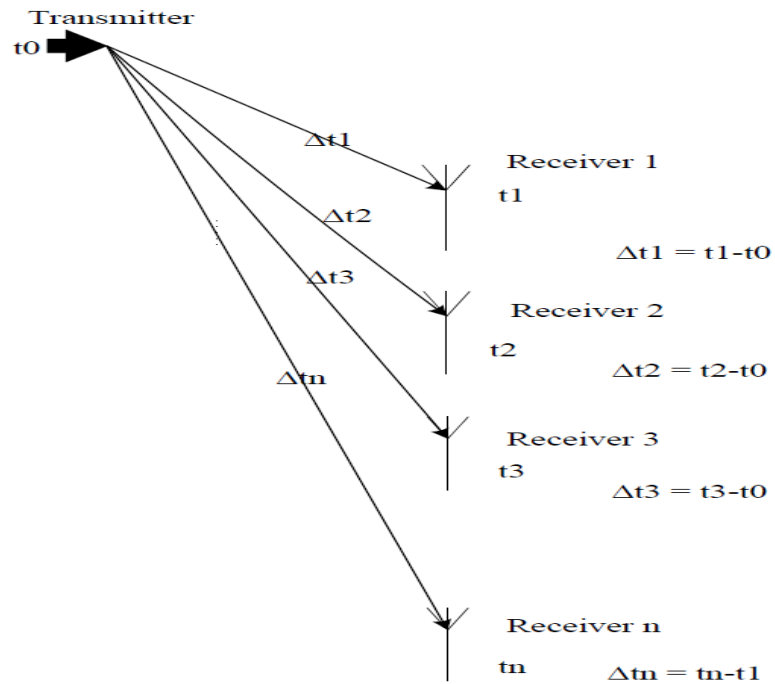 Transmitter
t0
Δt1
Receiver 1
t1
Δt2
Δt1 = t1-t0
Δt3
Receiver 2
t2
Δt2 = t2-t0
Δtn
Receiver 3
t3
Δt3 = t3-t0
Receiver n
tn
Δtn = tn-t1